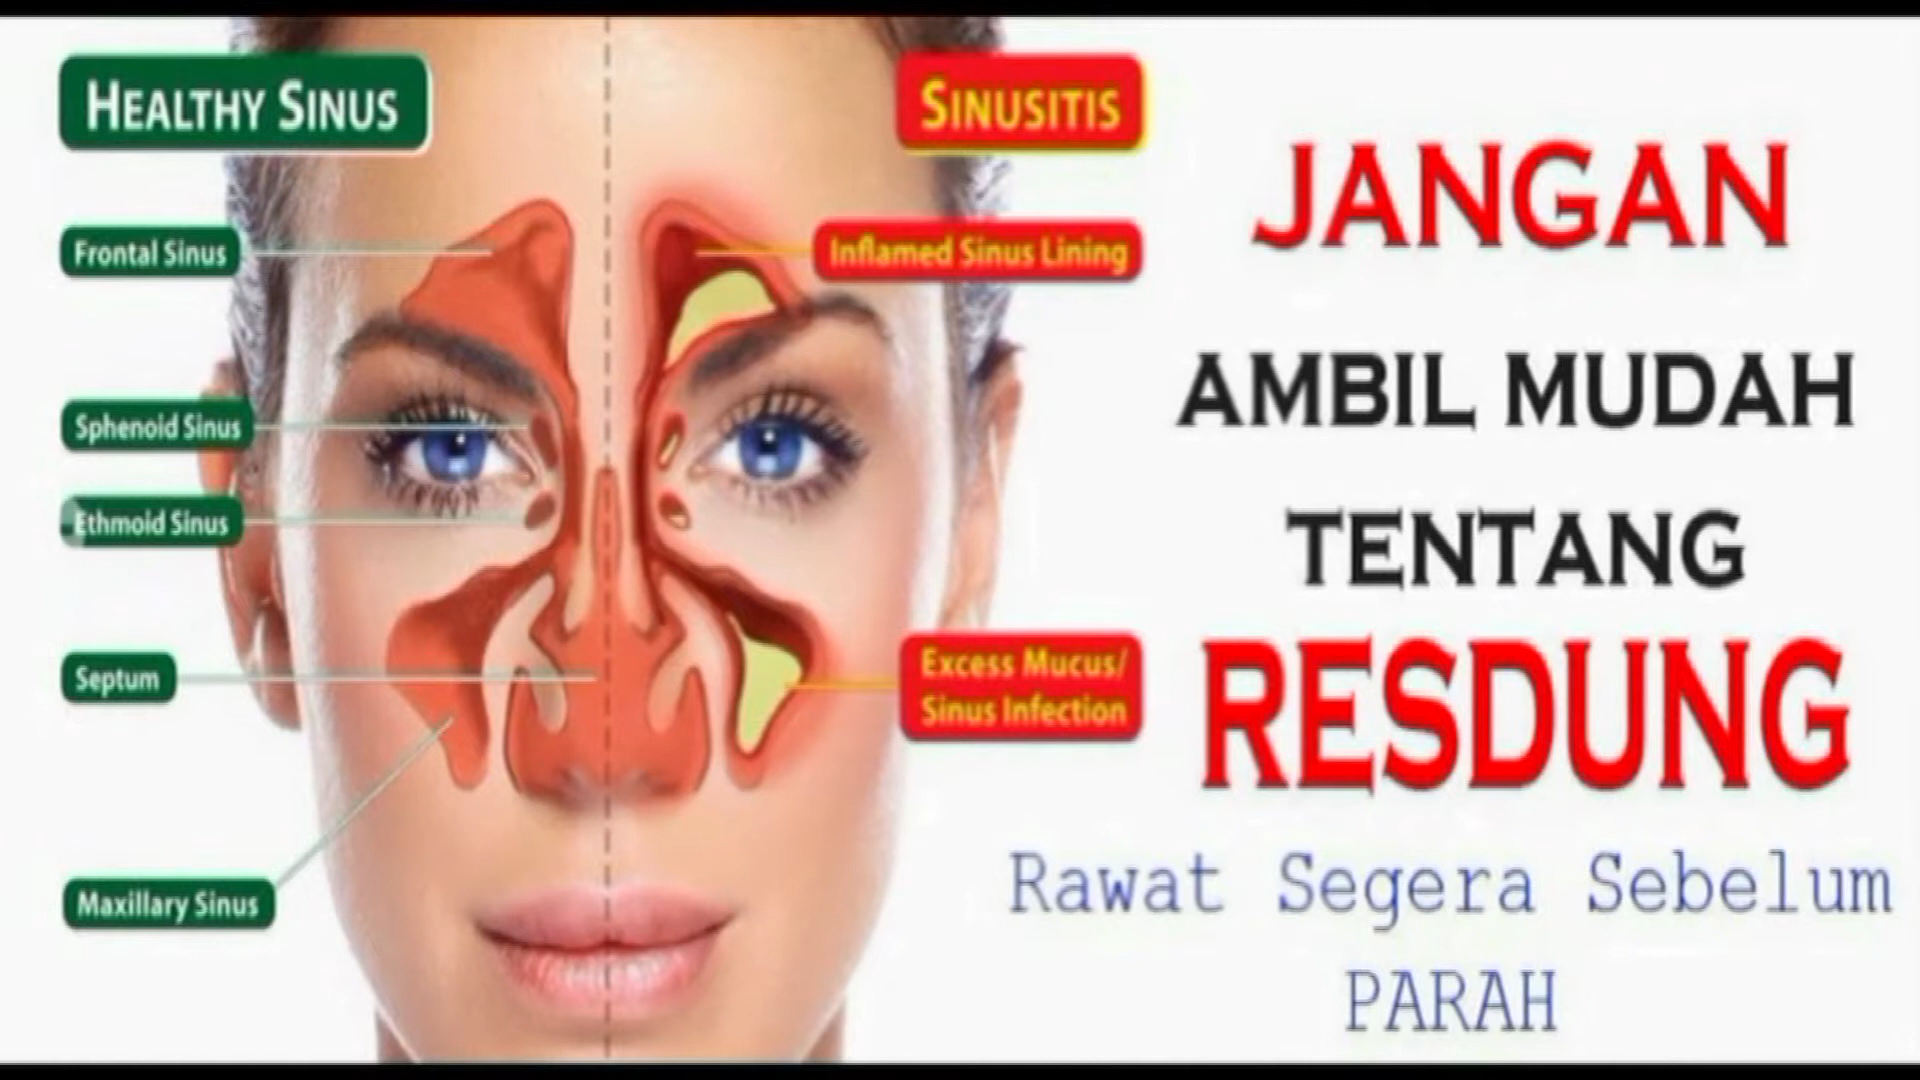 HEALTHY SINUS
SINUSITIS
Frontal Sinus
Inflamed Sinus Lining
Sphenoid Sinus
Ethmoid Sinus
Septum
Excess Mucus/
Sinus Infection
Maxillary Sinus
JANGAN
AMBIL MUDAH
TENTANG
RESDUNG
Rawat Segera Sebelum
PARAH